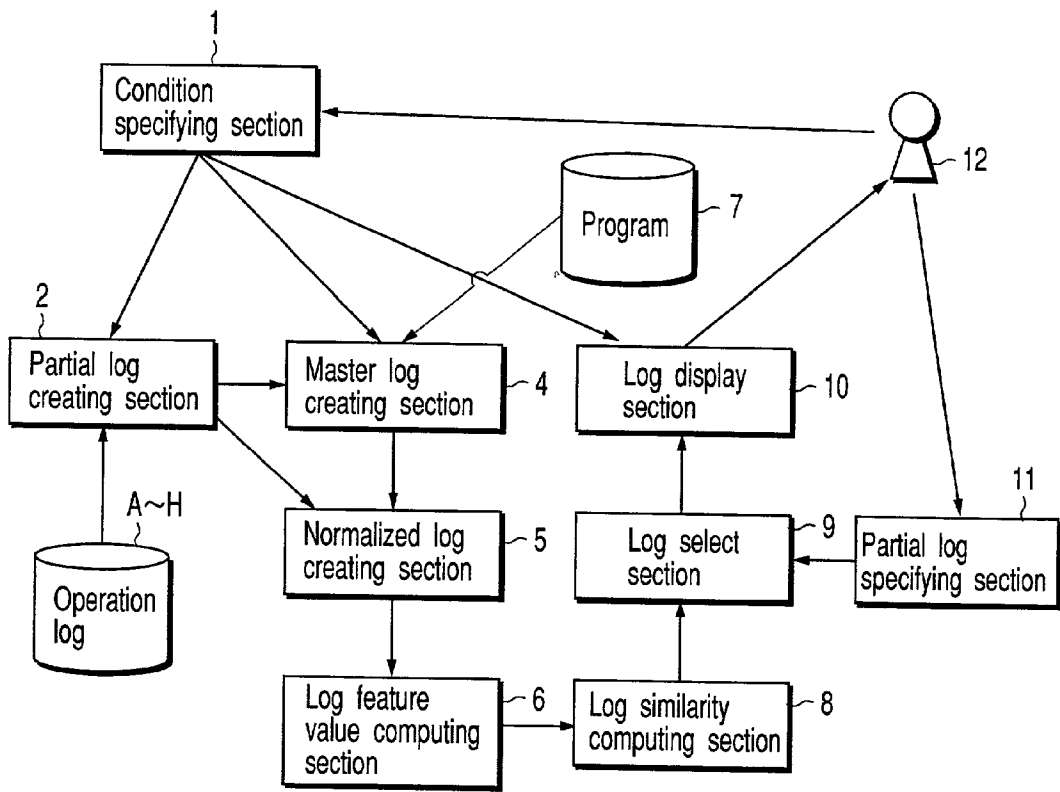 1
Condition
specifying section
12
Program
7
2
Partial log
creating section
Master log
creating section
4
Log display
section
10
A~H
Operation
log
Normalized log
creating section
5
Log select
section
9
11
Partial log
specifying section
Log feature
value computing
section
6
Log similarity
computing section
8